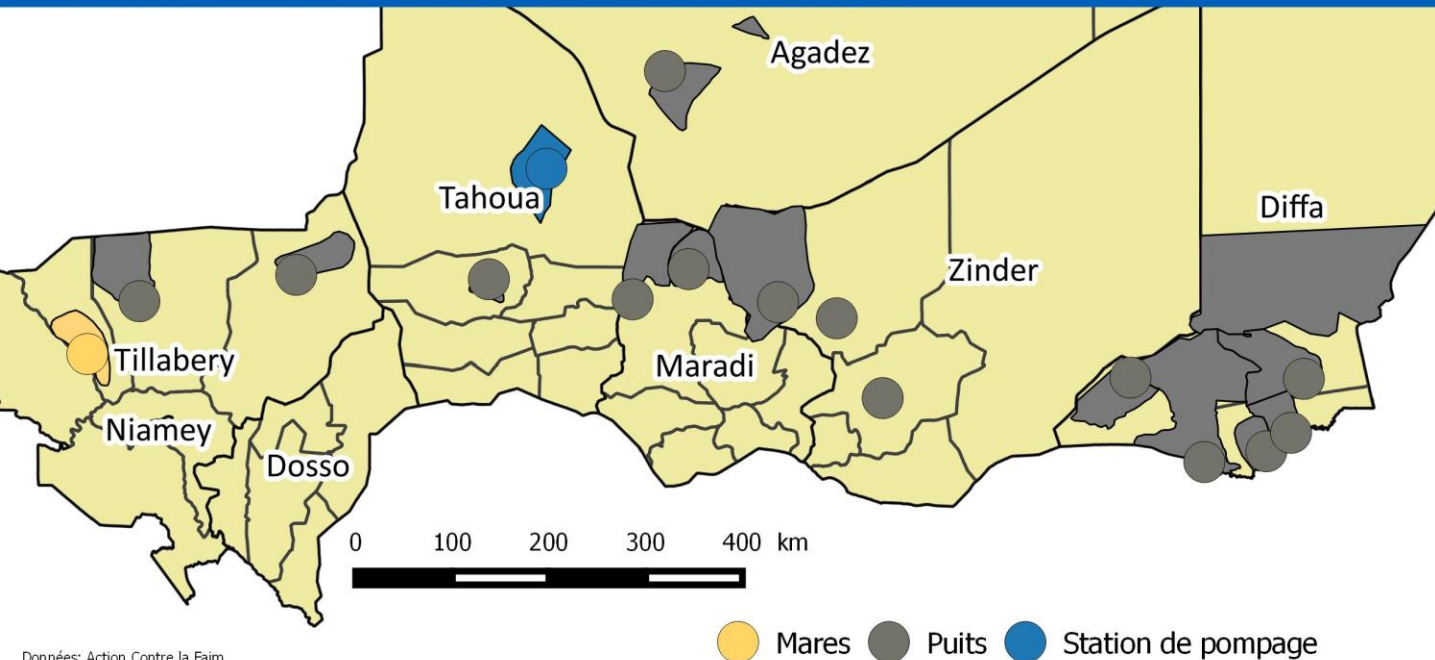 Agadez
Tahoua
Diffa
Zinder
Tillabery
Maradi
Niamey
Dosso
0 100 200 300 400 km
Mares Puits Station de pompage
Données: Action Contre la Faim